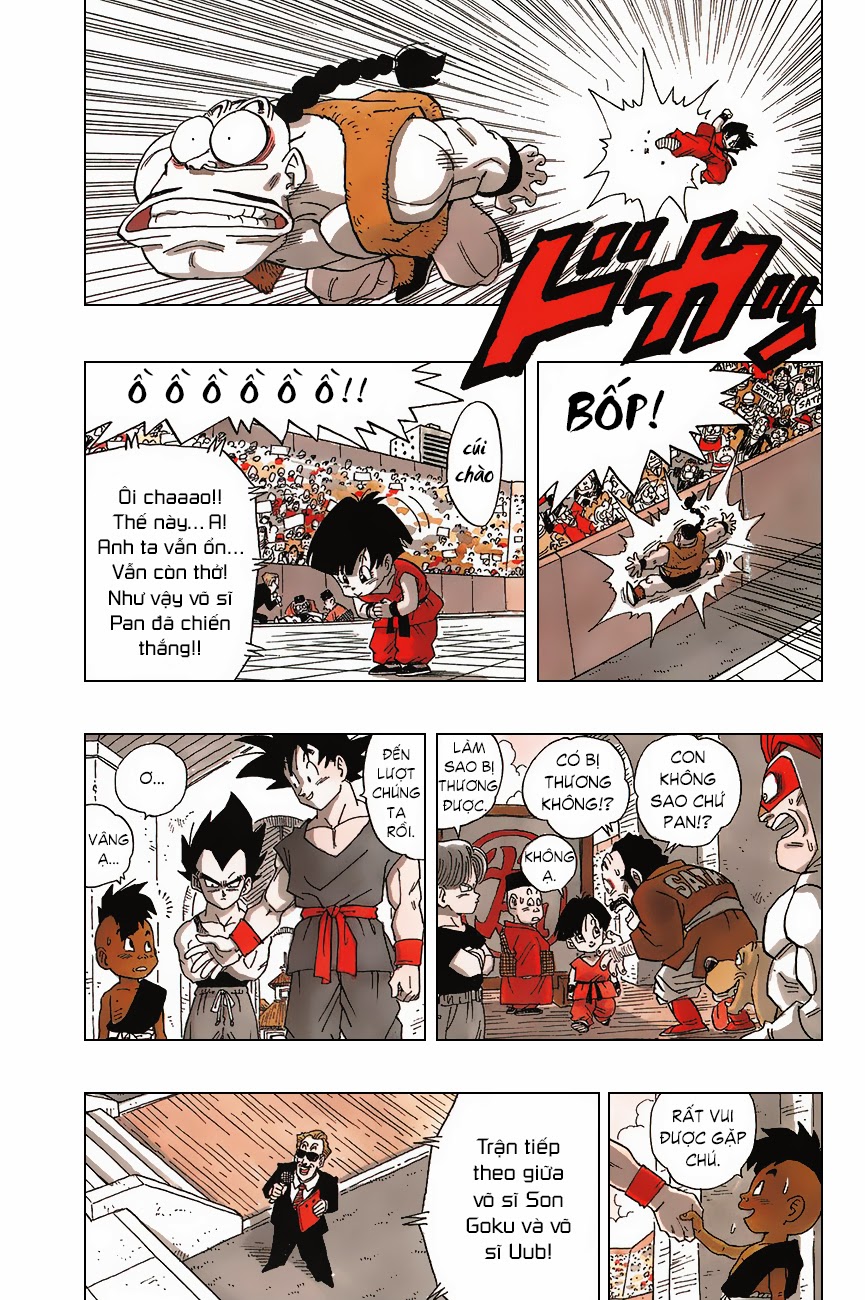 ドカッ
BỐP!
SATA
Ồ Ồ Ồ Ồ Ồ Ồ!!
cúi
chào
Ôi chaaao!!
Thế này... A!
Anh ta vẫn ổn...
Vẫn còn thở!
Như vậy võ sĩ
Pan đã chiến
thắng!!
CON
KHÔNG
SAO CHỨ
PAN!?
CÓ BỊ
THƯƠNG
KHÔNG!?
KHÔNG
Ạ.
LÀM
SAO BỊ
THƯƠNG
ĐƯỢC.
ĐẾN
LƯỢT
CHÚNG
TA
RỒI.
Ơ...
VÂNG
Ạ...
RẤT VUI
ĐƯỢC GẶP
CHÚ.
Trận tiếp
theo giữa
võ sĩ Son
Goku và võ
sĩ Uub!